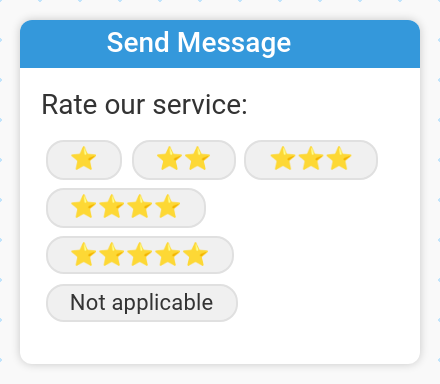 Send Message
Rate our service:
⭐ ⭐⭐ ⭐⭐⭐
⭐⭐⭐⭐
⭐⭐⭐⭐⭐
Not applicable